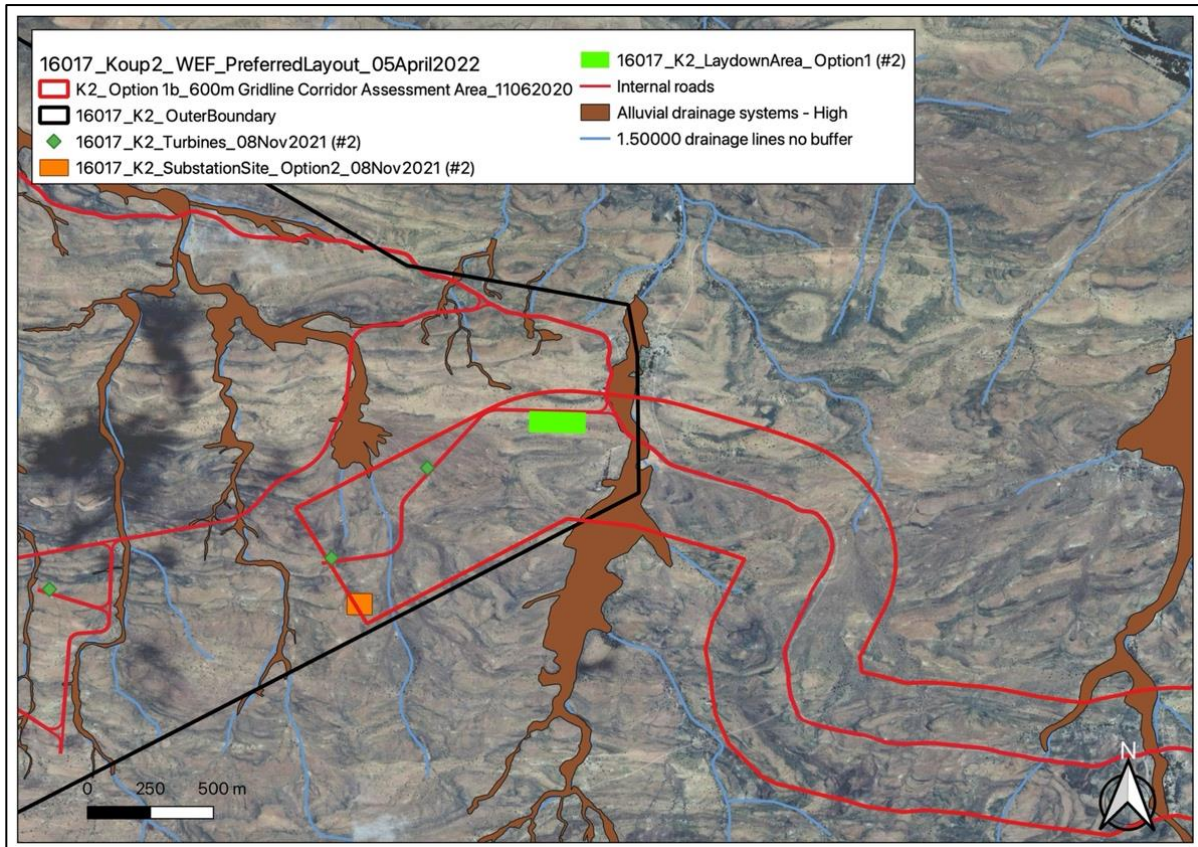 16017_Koup2_WEF_PreferredLayout_05April2022
K2_Option 1b_600m Gridline Corridor Assessment Area_11062020
16017_K2_OuterBoundary
16017_K2_Turbines_08Nov2021 (#2)
16017_K2_SubstationSite_Option2_08Nov2021 (#2)
16017_K2_LaydownArea_Option1 (#2)
Internal roads
Alluvial drainage systems - High
1.50000 drainage lines no buffer
0 250 500 m
N